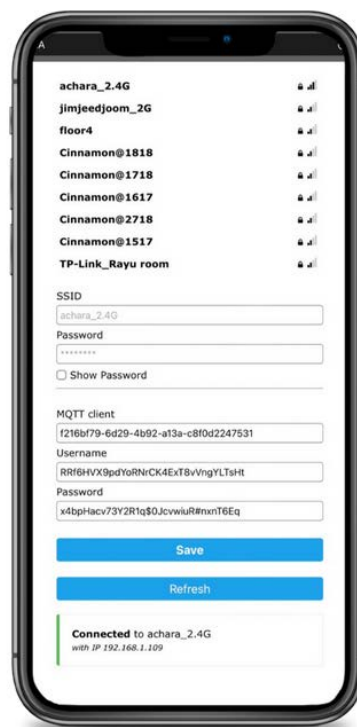 A
achara_2.4G
jimjeedjoom_2G
floor4
Cinnamon@1818
Cinnamon@1718
Cinnamon@1617
Cinnamon@2718
Cinnamon@1517
TP-Link_Rayu room
SSID
achara_2.4G
Password
********
Show Password
MQTT client
f216bf79-6d29-4b92-a13a-c8f0d2247531
Username
RRf6HVX9pdYoRNrCK4ExT8vVngYLTsHt
Password
x4bpHacv73Y2R1q$0JcvwiuR#nxnT6Eq
Save
Refresh
Connected to achara_2.4G
with IP 192.168.1.109